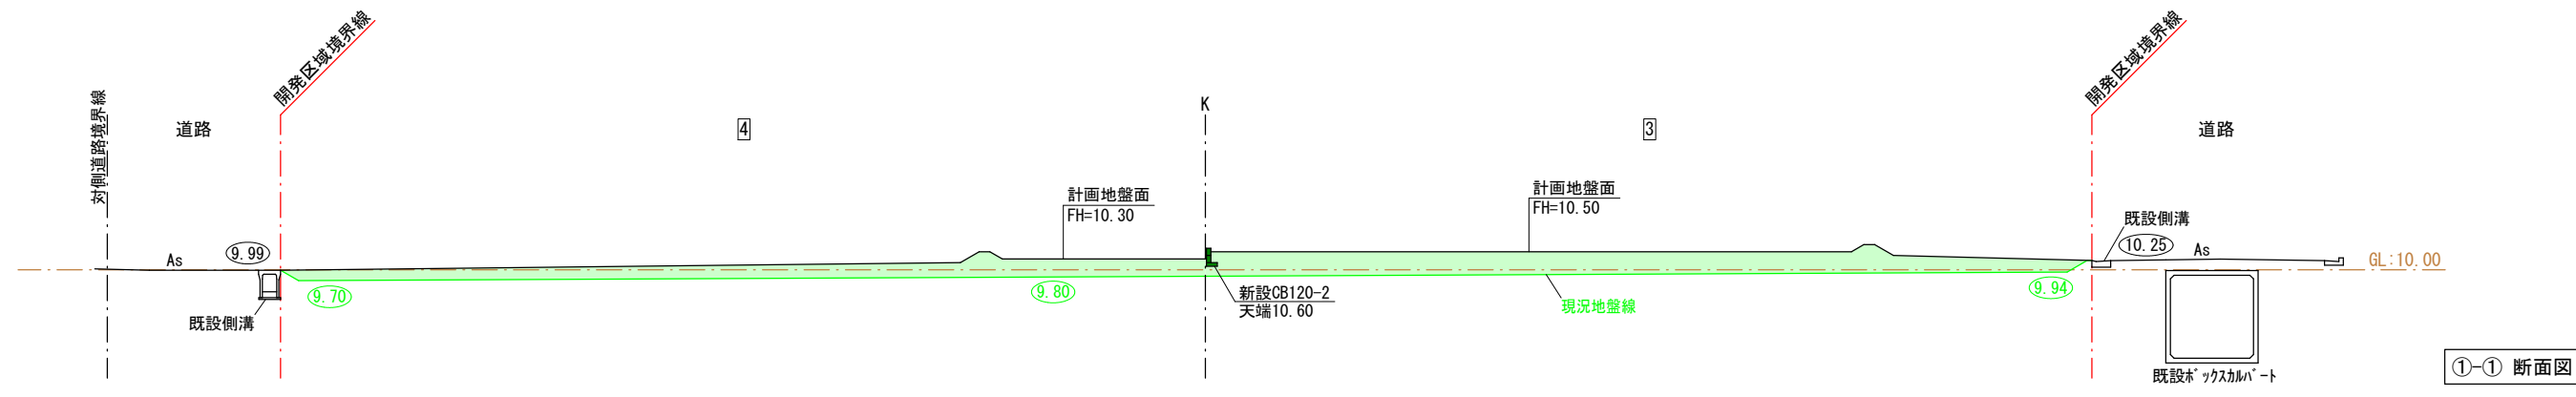 対側道路境界線
道路
開発区域境界線
4
K
3
開発区域境界線
道路
計画地盤面
FH=10.30
計画地盤面
FH=10.50
As
9.99
既設側溝
10.25
As
GL:10.00
9.70
9.80
9.94
新設CB120-2
天端10.60
現況地盤線
既設側溝
既設ﾎﾞｯｸｽｶﾙﾊﾞｰﾄ
①-① 断面図